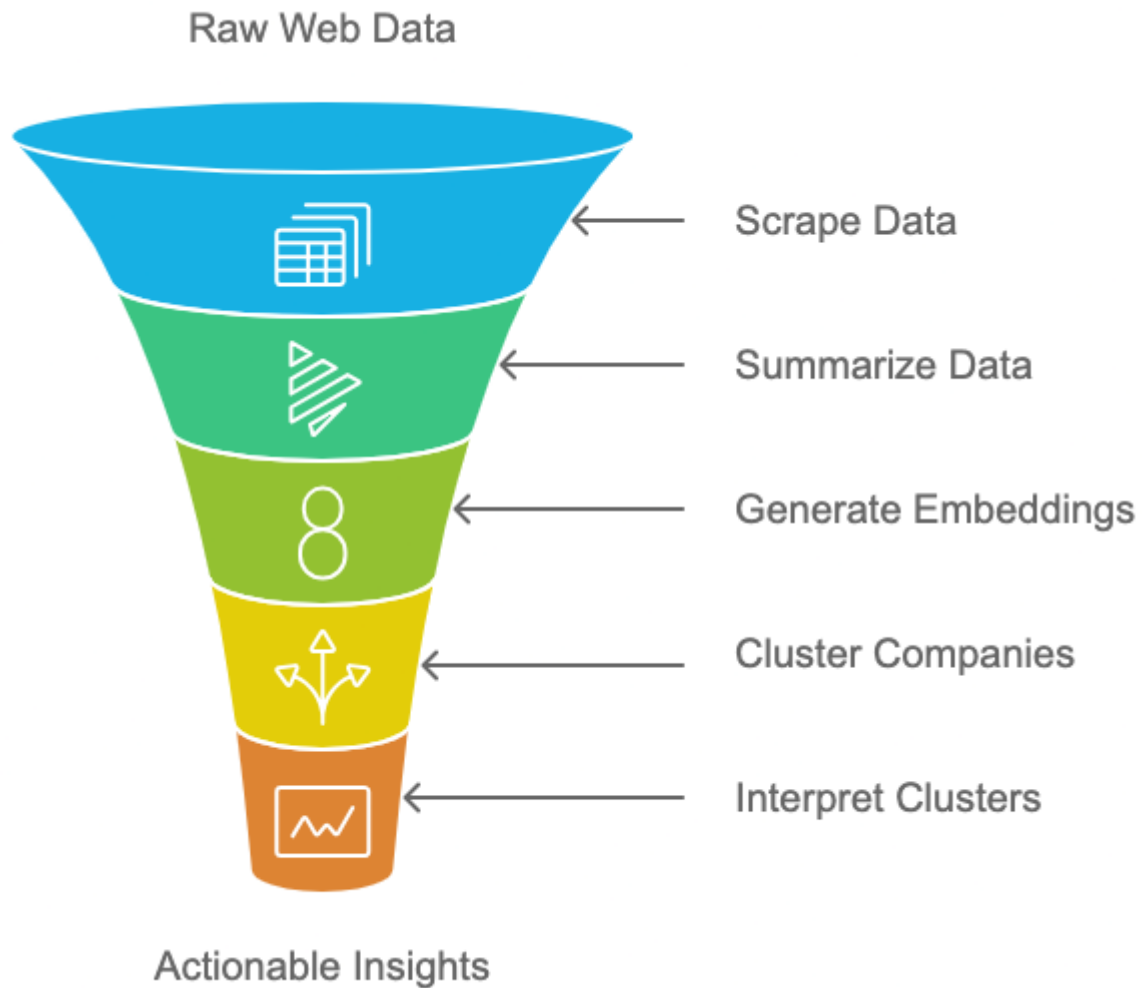 Raw Web Data
Scrape Data
Summarize Data
Generate Embeddings
Cluster Companies
Interpret Clusters
Actionable Insights